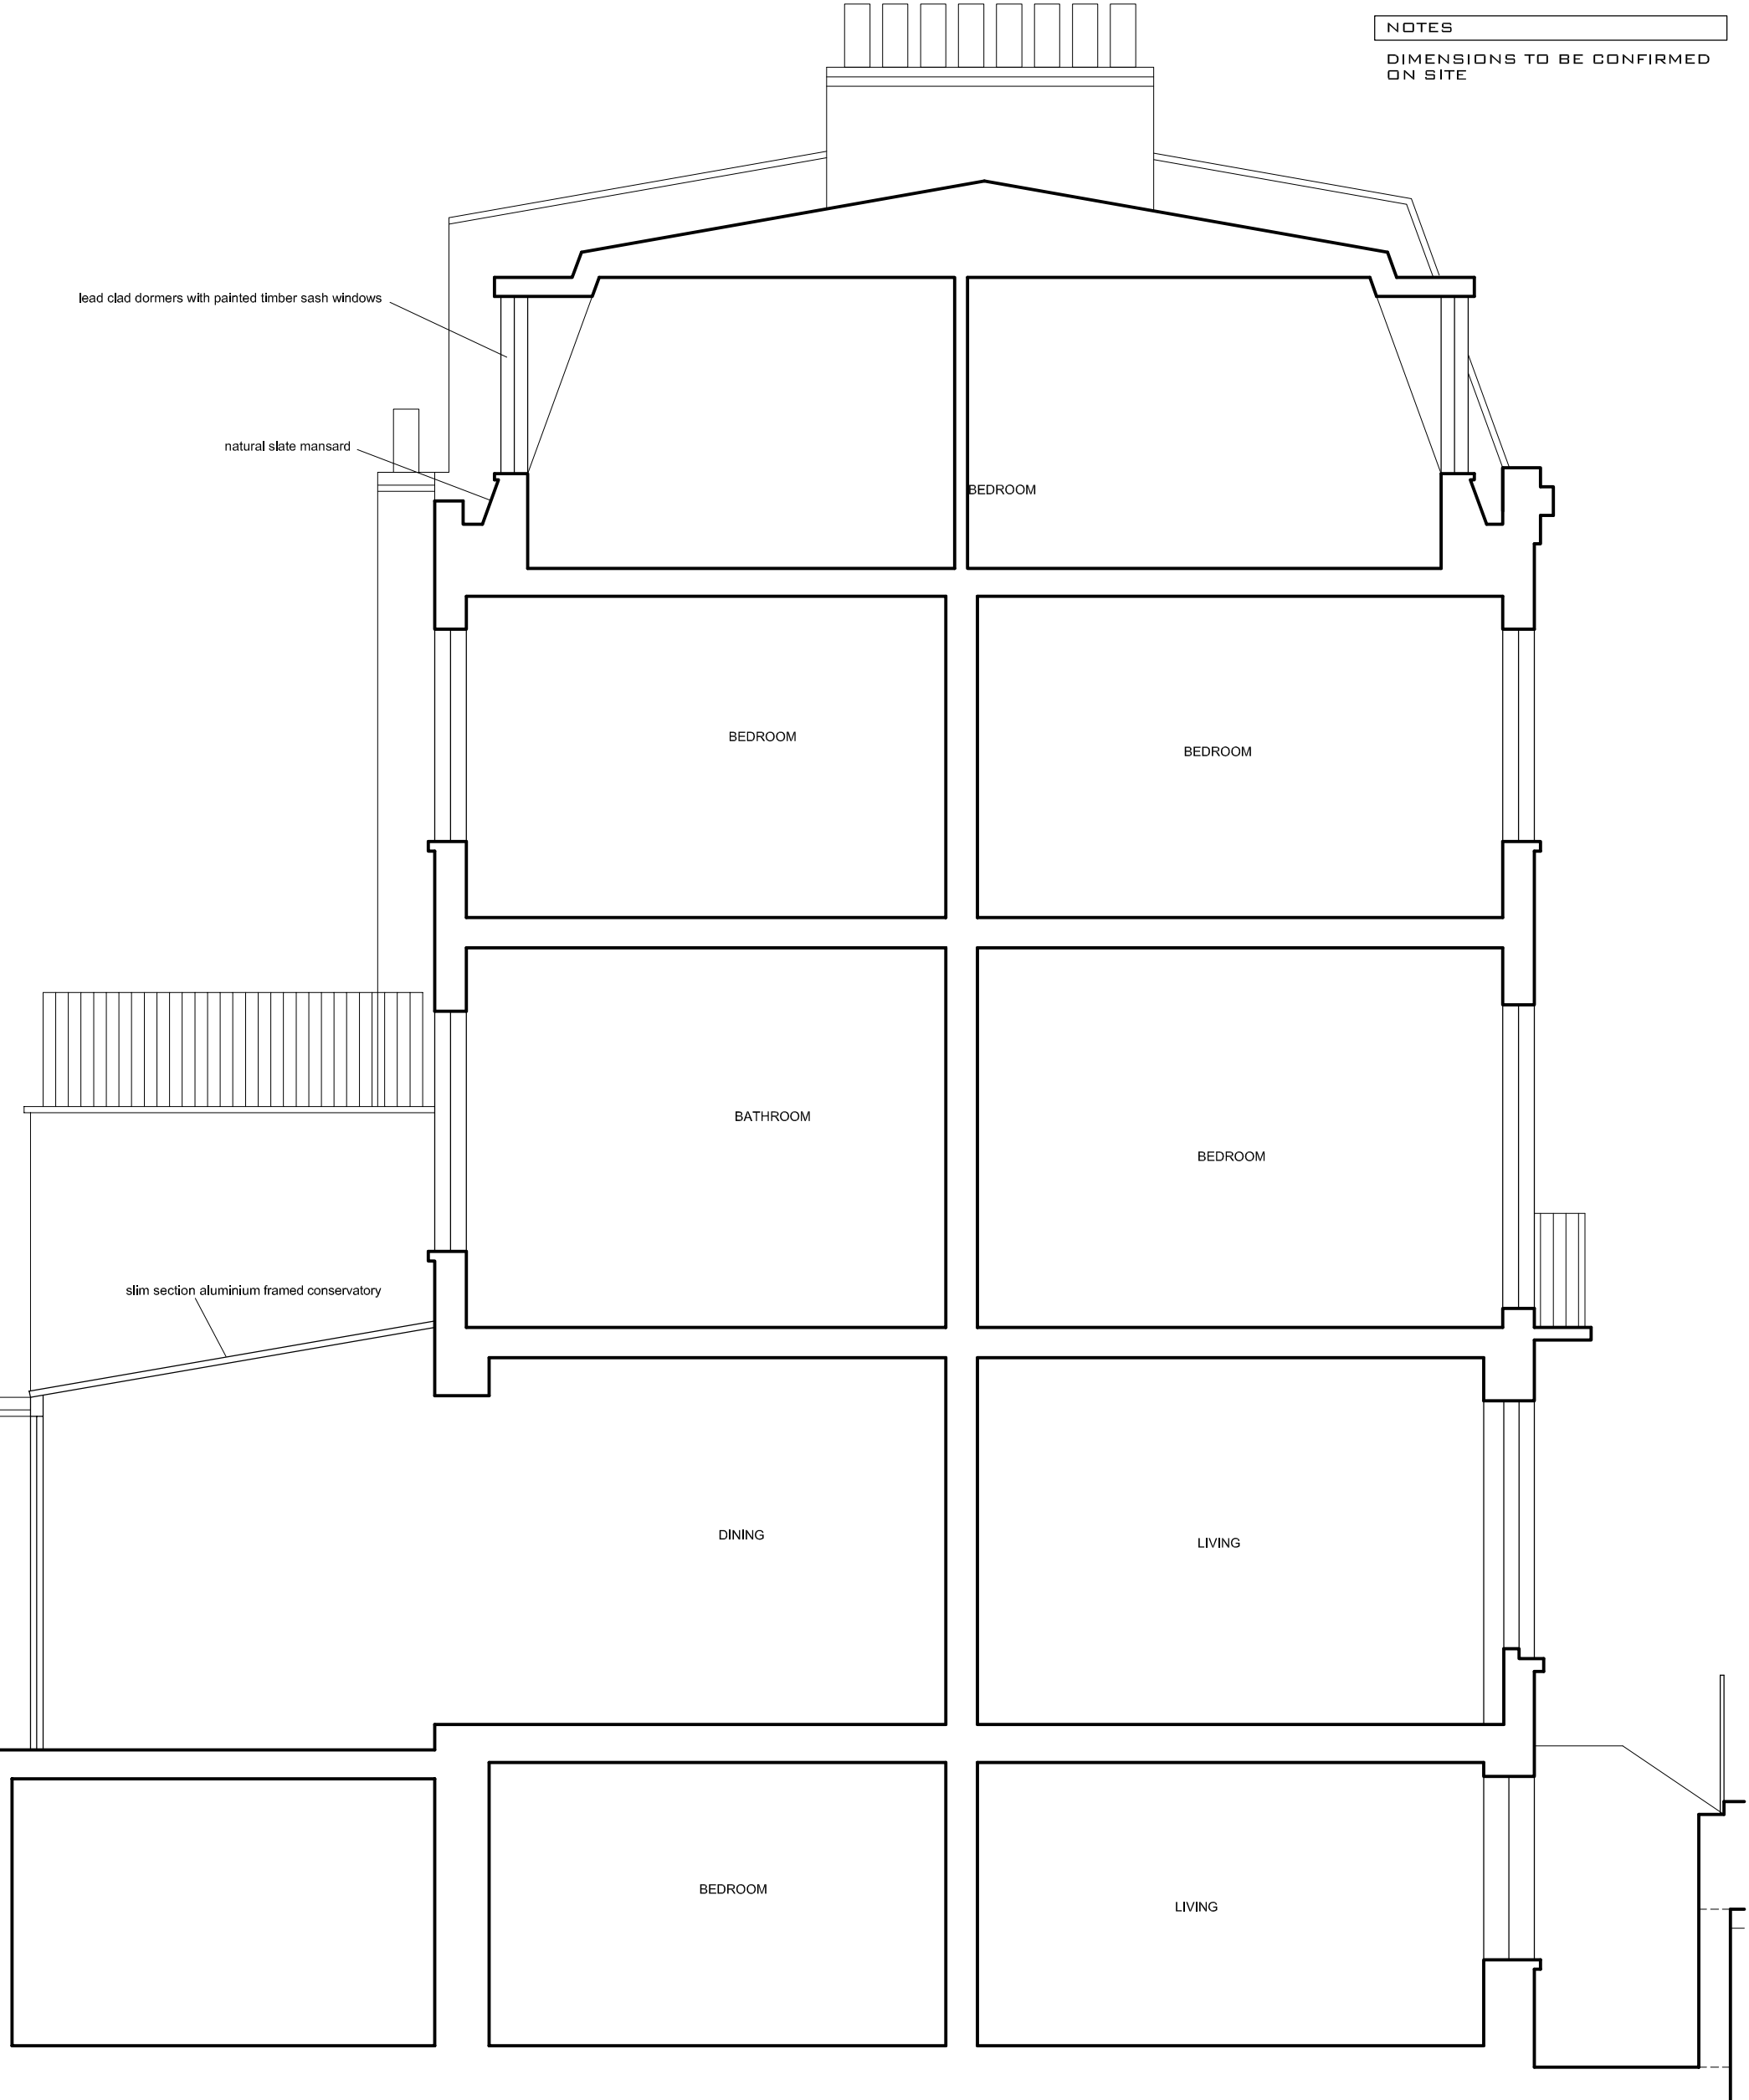 NOTES
DIMENSIONS TO BE CONFIRMED
ON SITE
lead clad dormers with painted timber sash windows
natural slate mansard
BEDROOM
BEDROOM
BEDROOM
BATHROOM
BEDROOM
slim section aluminium framed conservatory
DINING
LIVING
BEDROOM
LIVING